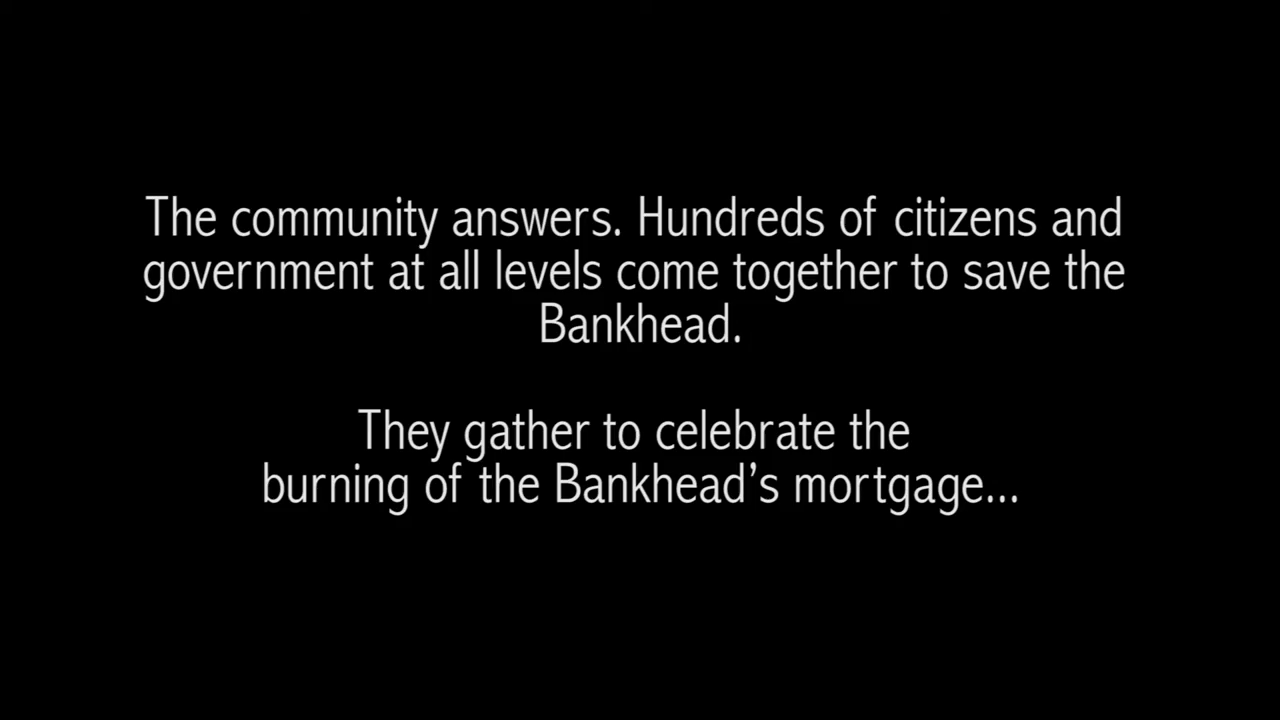 The community answers. Hundreds of citizens and
government at all levels come together to save the
Bankhead.
They gather to celebrate the
burning of the Bankhead’s mortgage...